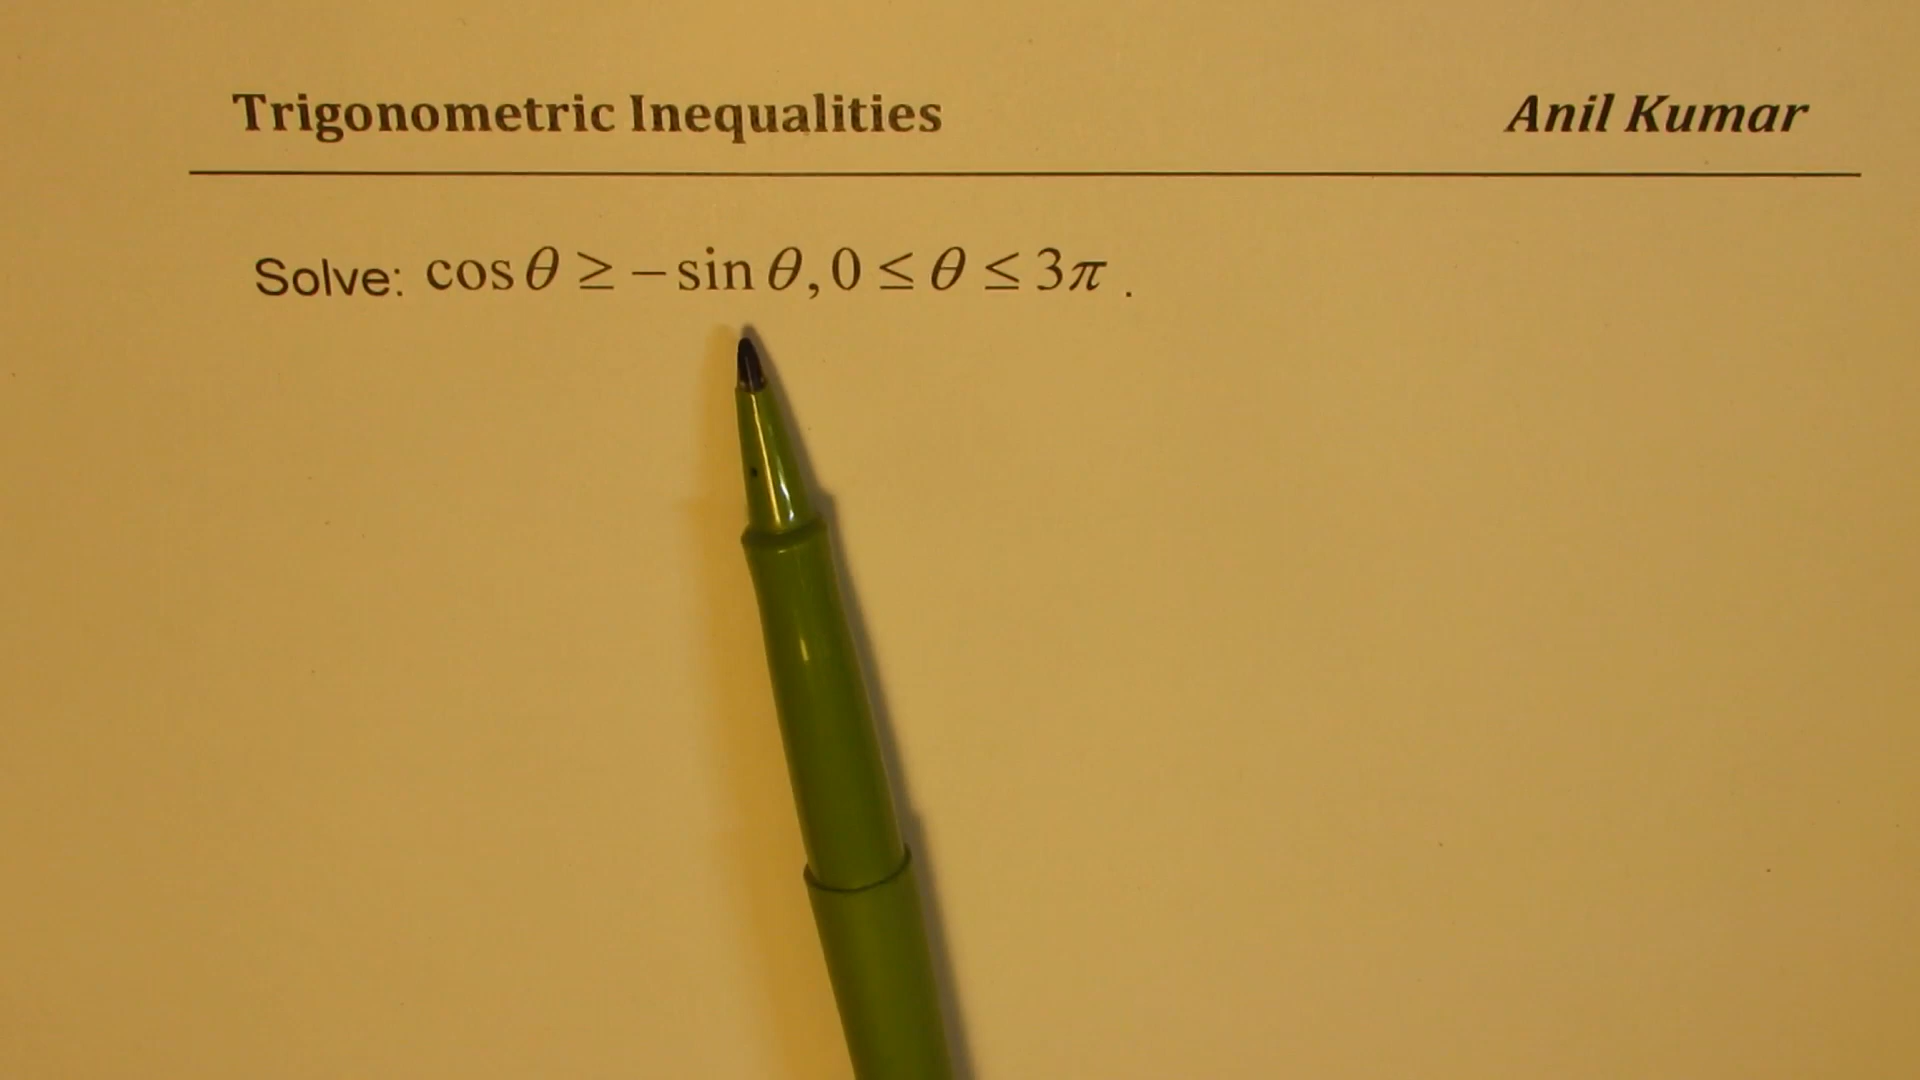 Trigonometric Inequalities Anil Kumar
Solve: cos θ ≥ − sin θ, 0 ≤ θ ≤ 3π .